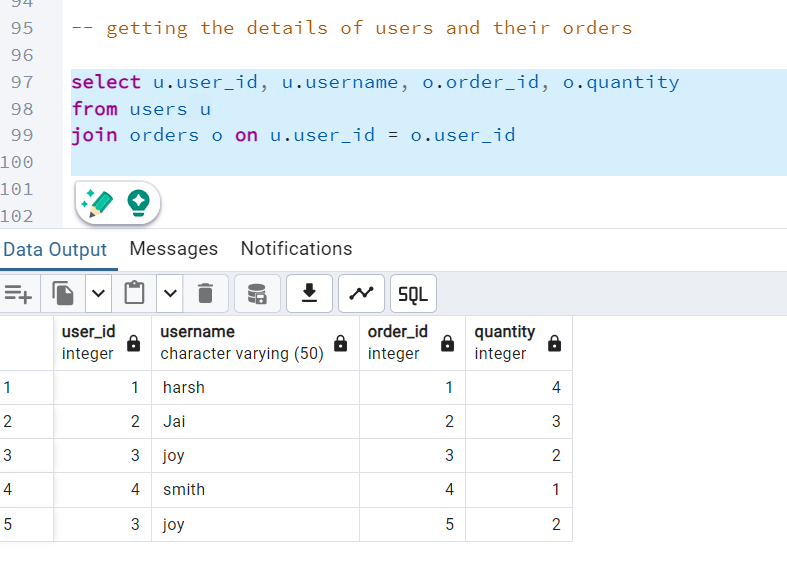 94
95 -- getting the details of users and their orders
96
97 select u.user_id, u.username, o.order_id, o.quantity
98 from users u
99 join orders o on u.user_id = o.user_id
100
101
102
Data Output Messages Notifications
SQL
user_id username order_id quantity
integer character varying (50) integer integer
1 1 harsh 1 4
2 2 Jai 2 3
3 3 joy 3 2
4 4 smith 4 1
5 3 joy 5 2